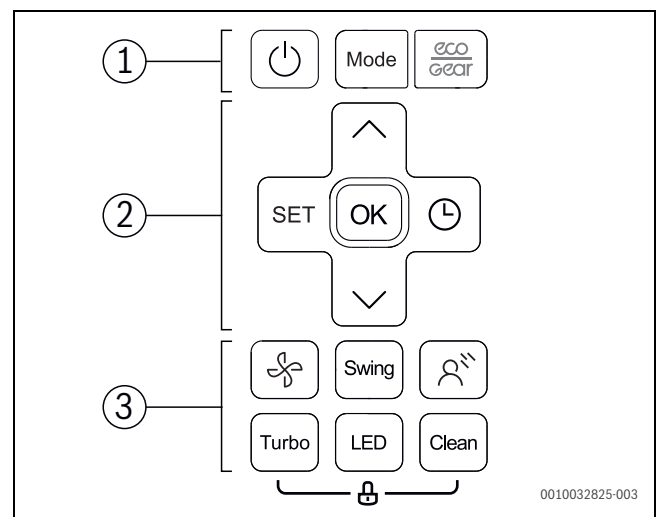 1
Mode
eco
Gear
2
SET
OK
3
Swing
Turbo
LED
Clean
0010032825-003